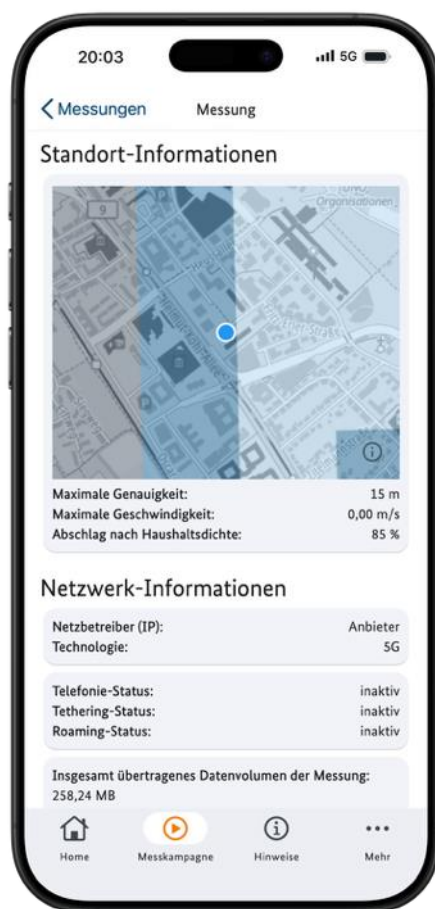 20:03
5G
Messungen
Messung
Standort-Informationen
9
Organisationen
Maximale Genauigkeit:
15 m
Maximale Geschwindigkeit:
0,00 m/s
Abschlag nach Haushaltsdichte:
85 %
Netzwerk-Informationen
Netzbetreiber (IP):
Anbieter
Technologie:
5G
Telefonie-Status:
inaktiv
Tethering-Status:
inaktiv
Roaming-Status:
inaktiv
Insgesamt übertragenes Datenvolumen der Messung:
258,24 MB
Home
Messkampagne
Hinweise
Mehr